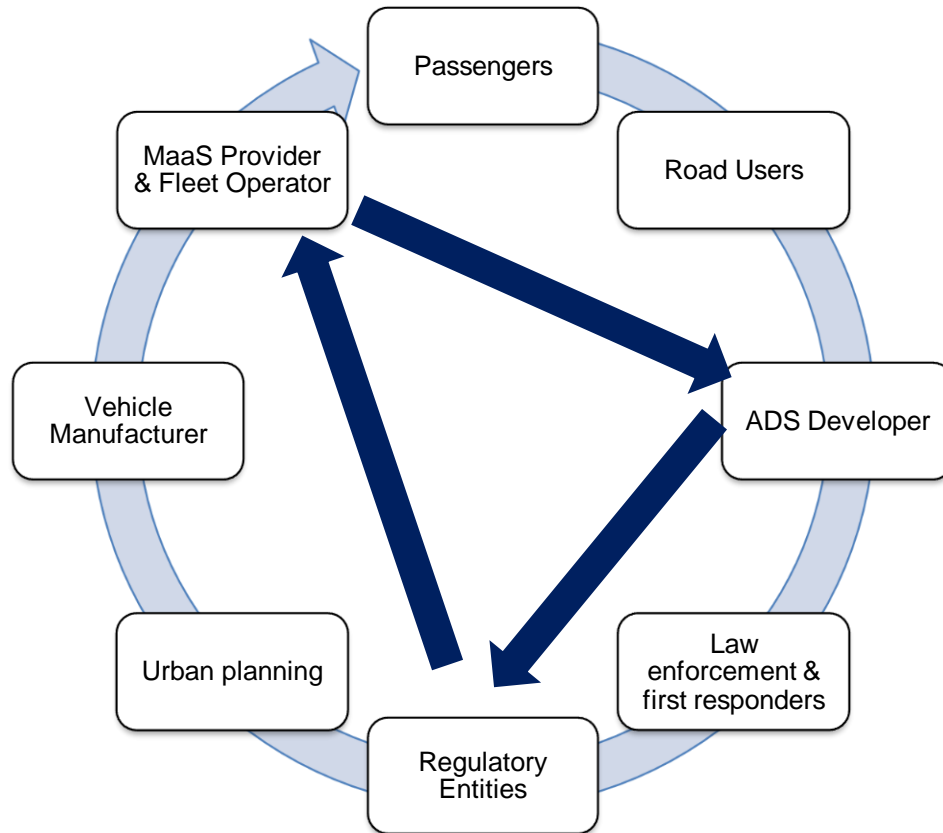 Passengers
MaaS Provider
& Fleet Operator
Road Users
Vehicle
Manufacturer
ADS Developer
Urban planning
Law
enforcement &
first responders
Regulatory
Entities